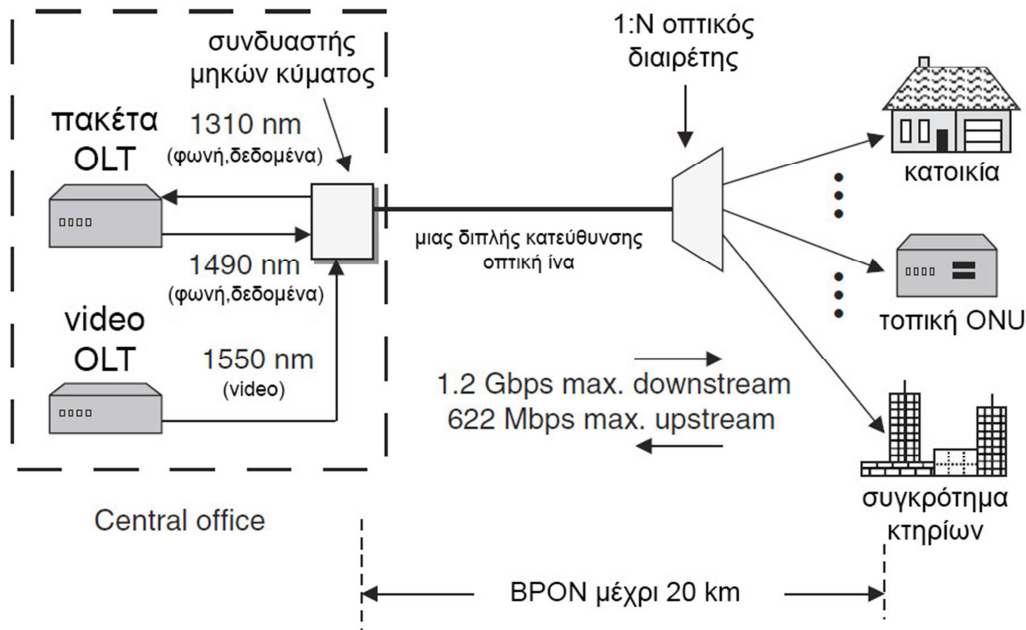 συνδυαστής
μηκών κύματος
1:N οπτικός
διαιρέτης
πακέτα
OLT
1310 nm
(φωνή,δεδομένα)
κατοικία
μιας διπλής κατεύθυνσης
οπτική ίνα
1490 nm
(φωνή,δεδομένα)
τοπική ONU
video
OLT
1550 nm
(video)
1.2 Gbps max. downstream
622 Mbps max. upstream
συγκρότημα
κτηρίων
Central office
BPON μέχρι 20 km